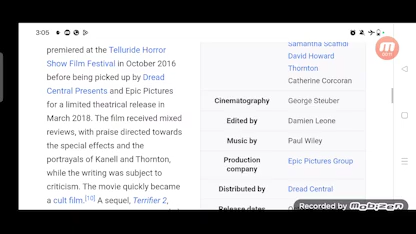 3:05
premiered at the Telluride Horror
Show Film Festival in October 2016
before being picked up by Dread
Central Presents and Epic Pictures
for a limited theatrical release in
March 2018. The film received mixed
reviews, with praise directed towards
the special effects and the
portrayals of Kanell and Thornton,
while the writing was subject to
criticism. The movie quickly became
a cult film.[10] A sequel, Terrifier 2,
Samantha Scaffidi
David Howard
Thornton
Catherine Corcoran
Cinematography George Steuber
Edited by Damien Leone
Music by Paul Wiley
Production
company
Epic Pictures Group
Distributed by Dread Central
Release dates
Recorded by
mobizen